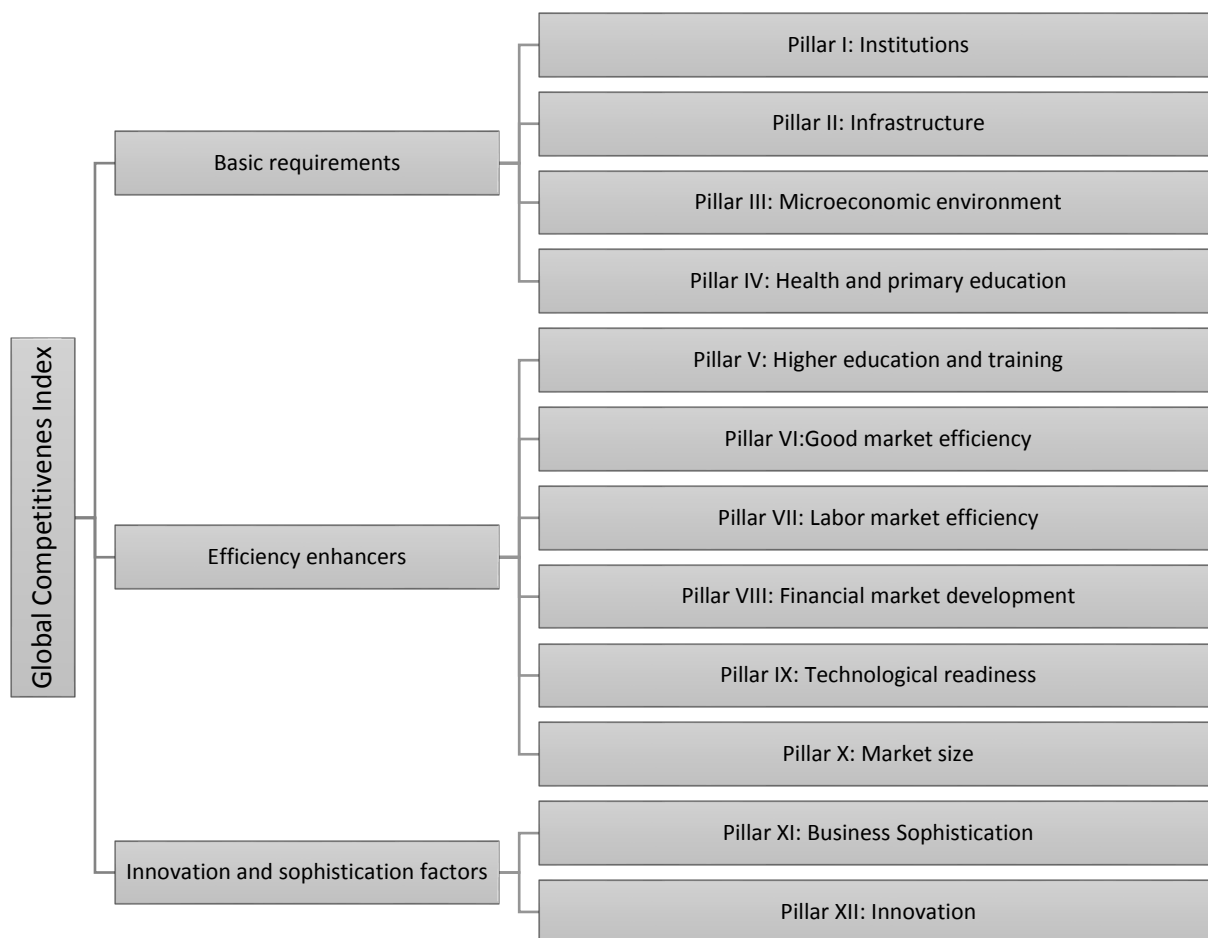 Global Competitivenes Index
Basic requirements
Pillar I: Institutions
Pillar II: Infrastructure
Pillar III: Microeconomic environment
Pillar IV: Health and primary education
Efficiency enhancers
Pillar V: Higher education and training
Pillar VI:Good market efficiency
Pillar VII: Labor market efficiency
Pillar VIII: Financial market development
Pillar IX: Technological readiness
Pillar X: Market size
Innovation and sophistication factors
Pillar XI: Business Sophistication
Pillar XII: Innovation